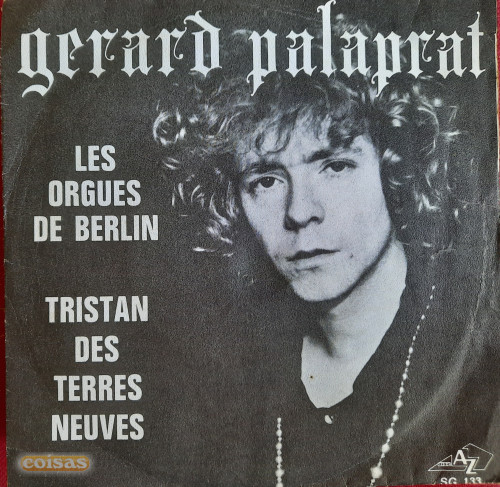 gerard palaprat
LES
ORGUES
DE BERLIN
TRISTAN
DES
TERRES
NEUVES
coisas
AZ
SG 133